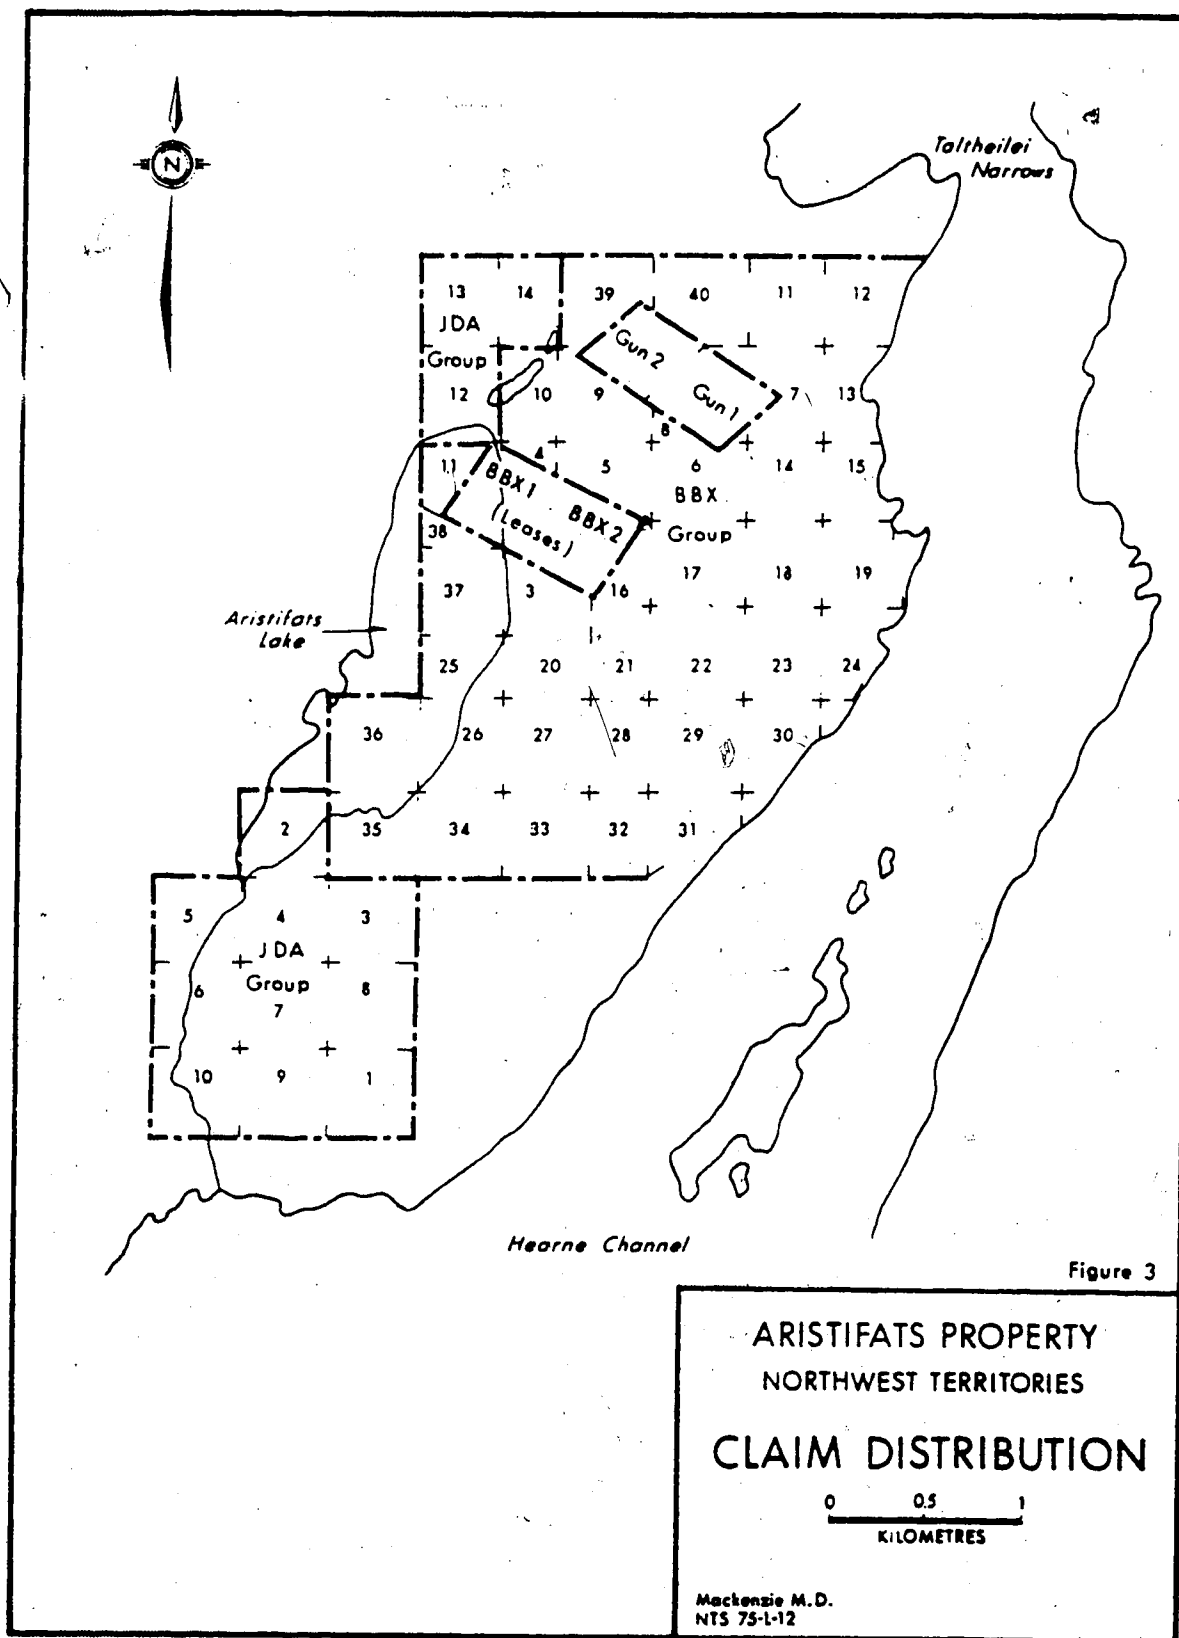 N
Taltheilei
Narrows
13 14 39 40 11 12
JDA
Group
Gun 2
Gun 1
12 10 9 8 7 13
11 4 5 6 14 15
BBX 1
BBX 2
(Leases)
BBX
Group
38
37 3 16 17 18 19
Aristifats
Lake
25 20 21 22 23 24
36 26 27 28 29 30
2 35 34 33 32 31
5 4 3
JDA
Group
6 7 8
10 9 1
Hearne Channel
Figure 3
ARISTIFATS PROPERTY
NORTHWEST TERRITORIES
CLAIM DISTRIBUTION
0 0.5 1
KILOMETRES
Mackenzie M.D.
NTS 75-L-12